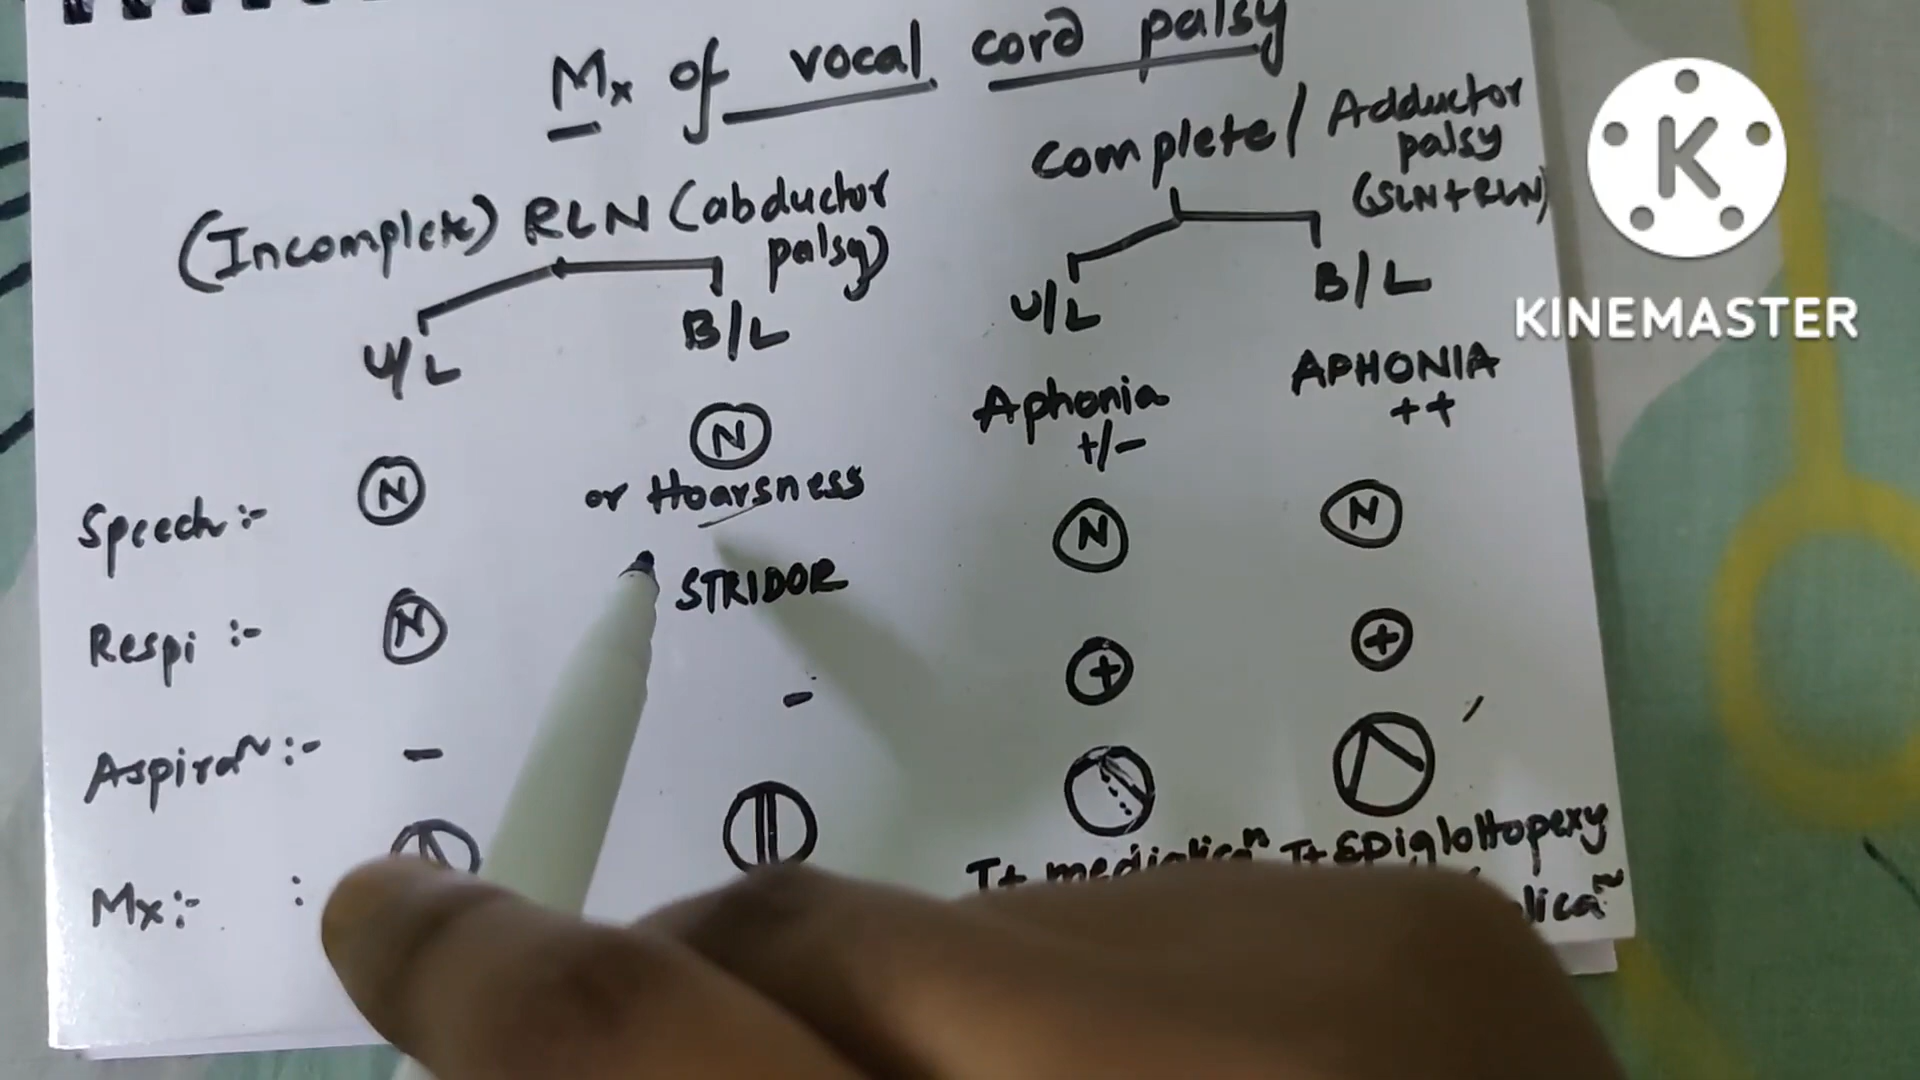 Mx of vocal cord palsy
(Incomplete) RLN (abductor
palsy)
U/L
B/L
Complete / Adductor
palsy
(SLN+RLN)
U/L
B/L
Speech :-
N
N
or Hoarsness
Aphonia
+/-
APHONIA
++
Respi :-
N
STRIDOR
N
N
Aspira~ :-
-
-
+
+
Mx:- :
T+ Epiglottopexy
K
KINEMASTER